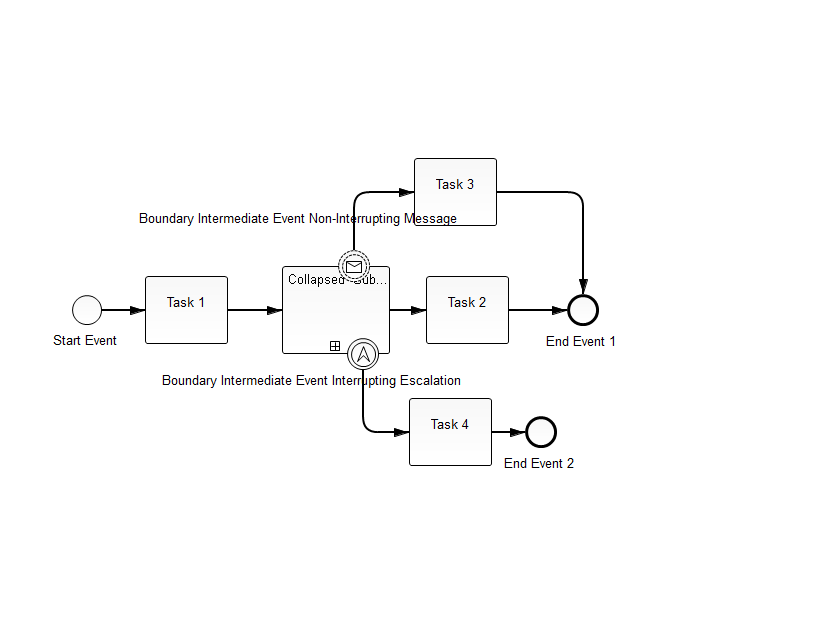 Task 3
Boundary Intermediate Event Non-Interrupting Message
Collapsed Sub...
Task 1
Task 2
Start Event
End Event 1
Boundary Intermediate Event Interrupting Escalation
Task 4
End Event 2